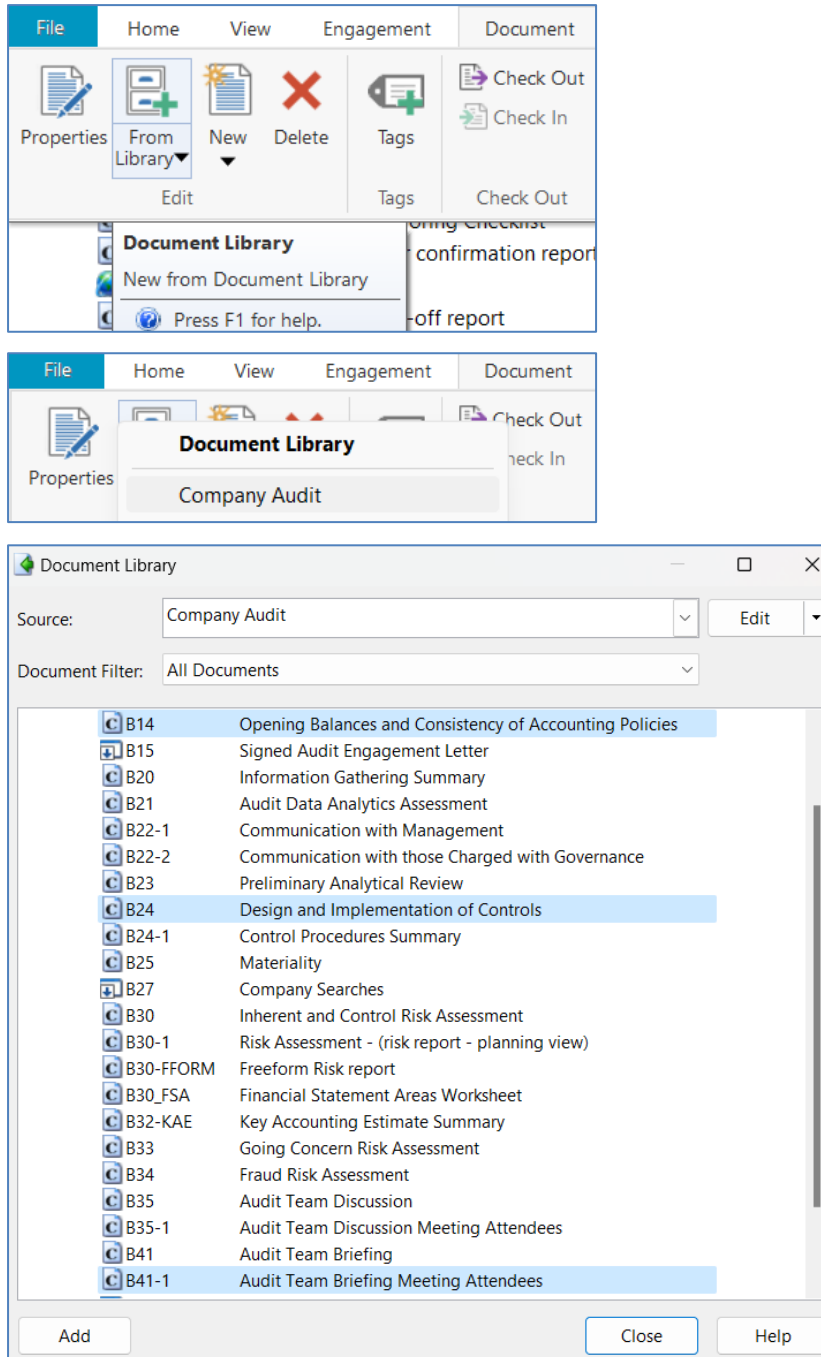 File Home View Engagement Document
Properties From Library New Delete Tags Check Out
Check In
Edit Tags Check Out
Checklist
Document Library confirmation report
New from Document Library
Press F1 for help. -off report
File Home View Engagement Document
Check Out
Document Library
Properties heck In
Company Audit
Document Library
Source: Company Audit Edit
Document Filter: All Documents
B14 Opening Balances and Consistency of Accounting Policies
B15 Signed Audit Engagement Letter
B20 Information Gathering Summary
B21 Audit Data Analytics Assessment
B22-1 Communication with Management
B22-2 Communication with those Charged with Governance
B23 Preliminary Analytical Review
B24 Design and Implementation of Controls
B24-1 Control Procedures Summary
B25 Materiality
B27 Company Searches
B30 Inherent and Control Risk Assessment
B30-1 Risk Assessment - (risk report - planning view)
B30-FFORM Freeform Risk report
B30_FSA Financial Statement Areas Worksheet
B32-KAE Key Accounting Estimate Summary
B33 Going Concern Risk Assessment
B34 Fraud Risk Assessment
B35 Audit Team Discussion
B35-1 Audit Team Discussion Meeting Attendees
B41 Audit Team Briefing
B41-1 Audit Team Briefing Meeting Attendees
Add Close Help